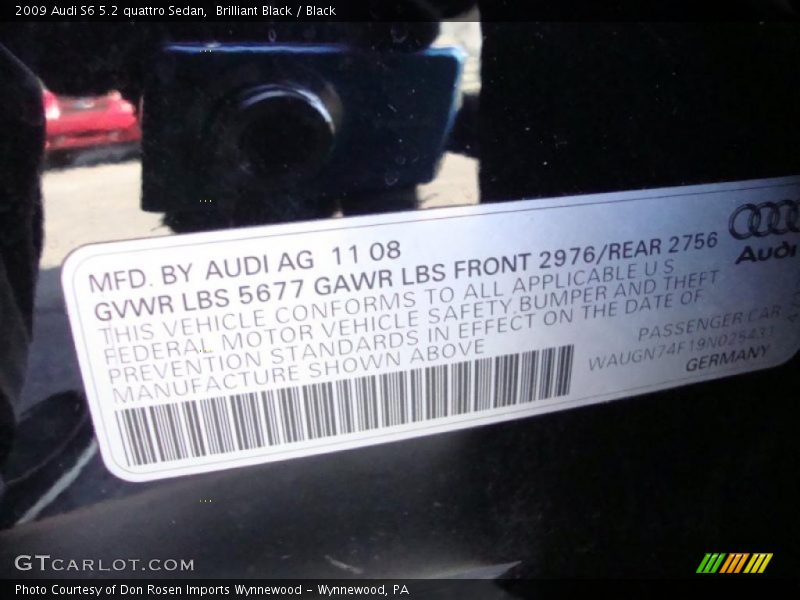 2009 Audi S6 5.2 quattro Sedan,  Brilliant Black / Black
MFD. BY AUDI AG 11 08
GVWR LBS 5677 GAWR LBS FRONT 2976/REAR 2756
THIS VEHICLE CONFORMS TO ALL APPLICABLE U S
FEDERAL MOTOR VEHICLE SAFETY, BUMPER AND THEFT
PREVENTION STANDARDS IN EFFECT ON THE DATE OF
MANUFACTURE SHOWN ABOVE
Audi
PASSENGER CAR
WAUGN74F19N025431
GERMANY
GTCARLOT.COM
Photo Courtesy of Don Rosen Imports Wynnewood – Wynnewood, PA